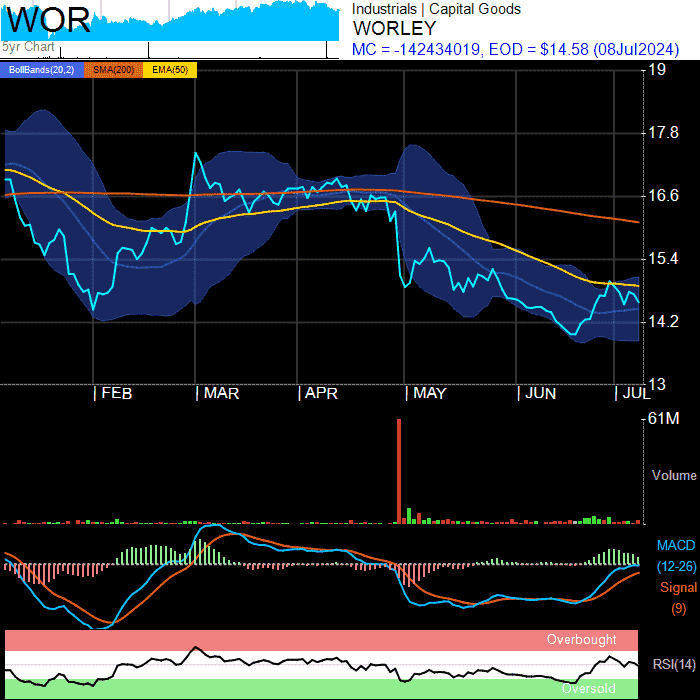 WOR
5yr Chart
Industrials | Capital Goods
WORLEY
MC = -142434019, EOD = $14.58 (08Jul2024)
BollBands(20,2) SMA(200) EMA(50)
19
17.8
16.6
15.4
14.2
13
| FEB | MAR | APR | MAY | JUN | JUL
61M
Volume
MACD
(12-26)
Signal
(9)
Overbought
RSI(14)
Oversold